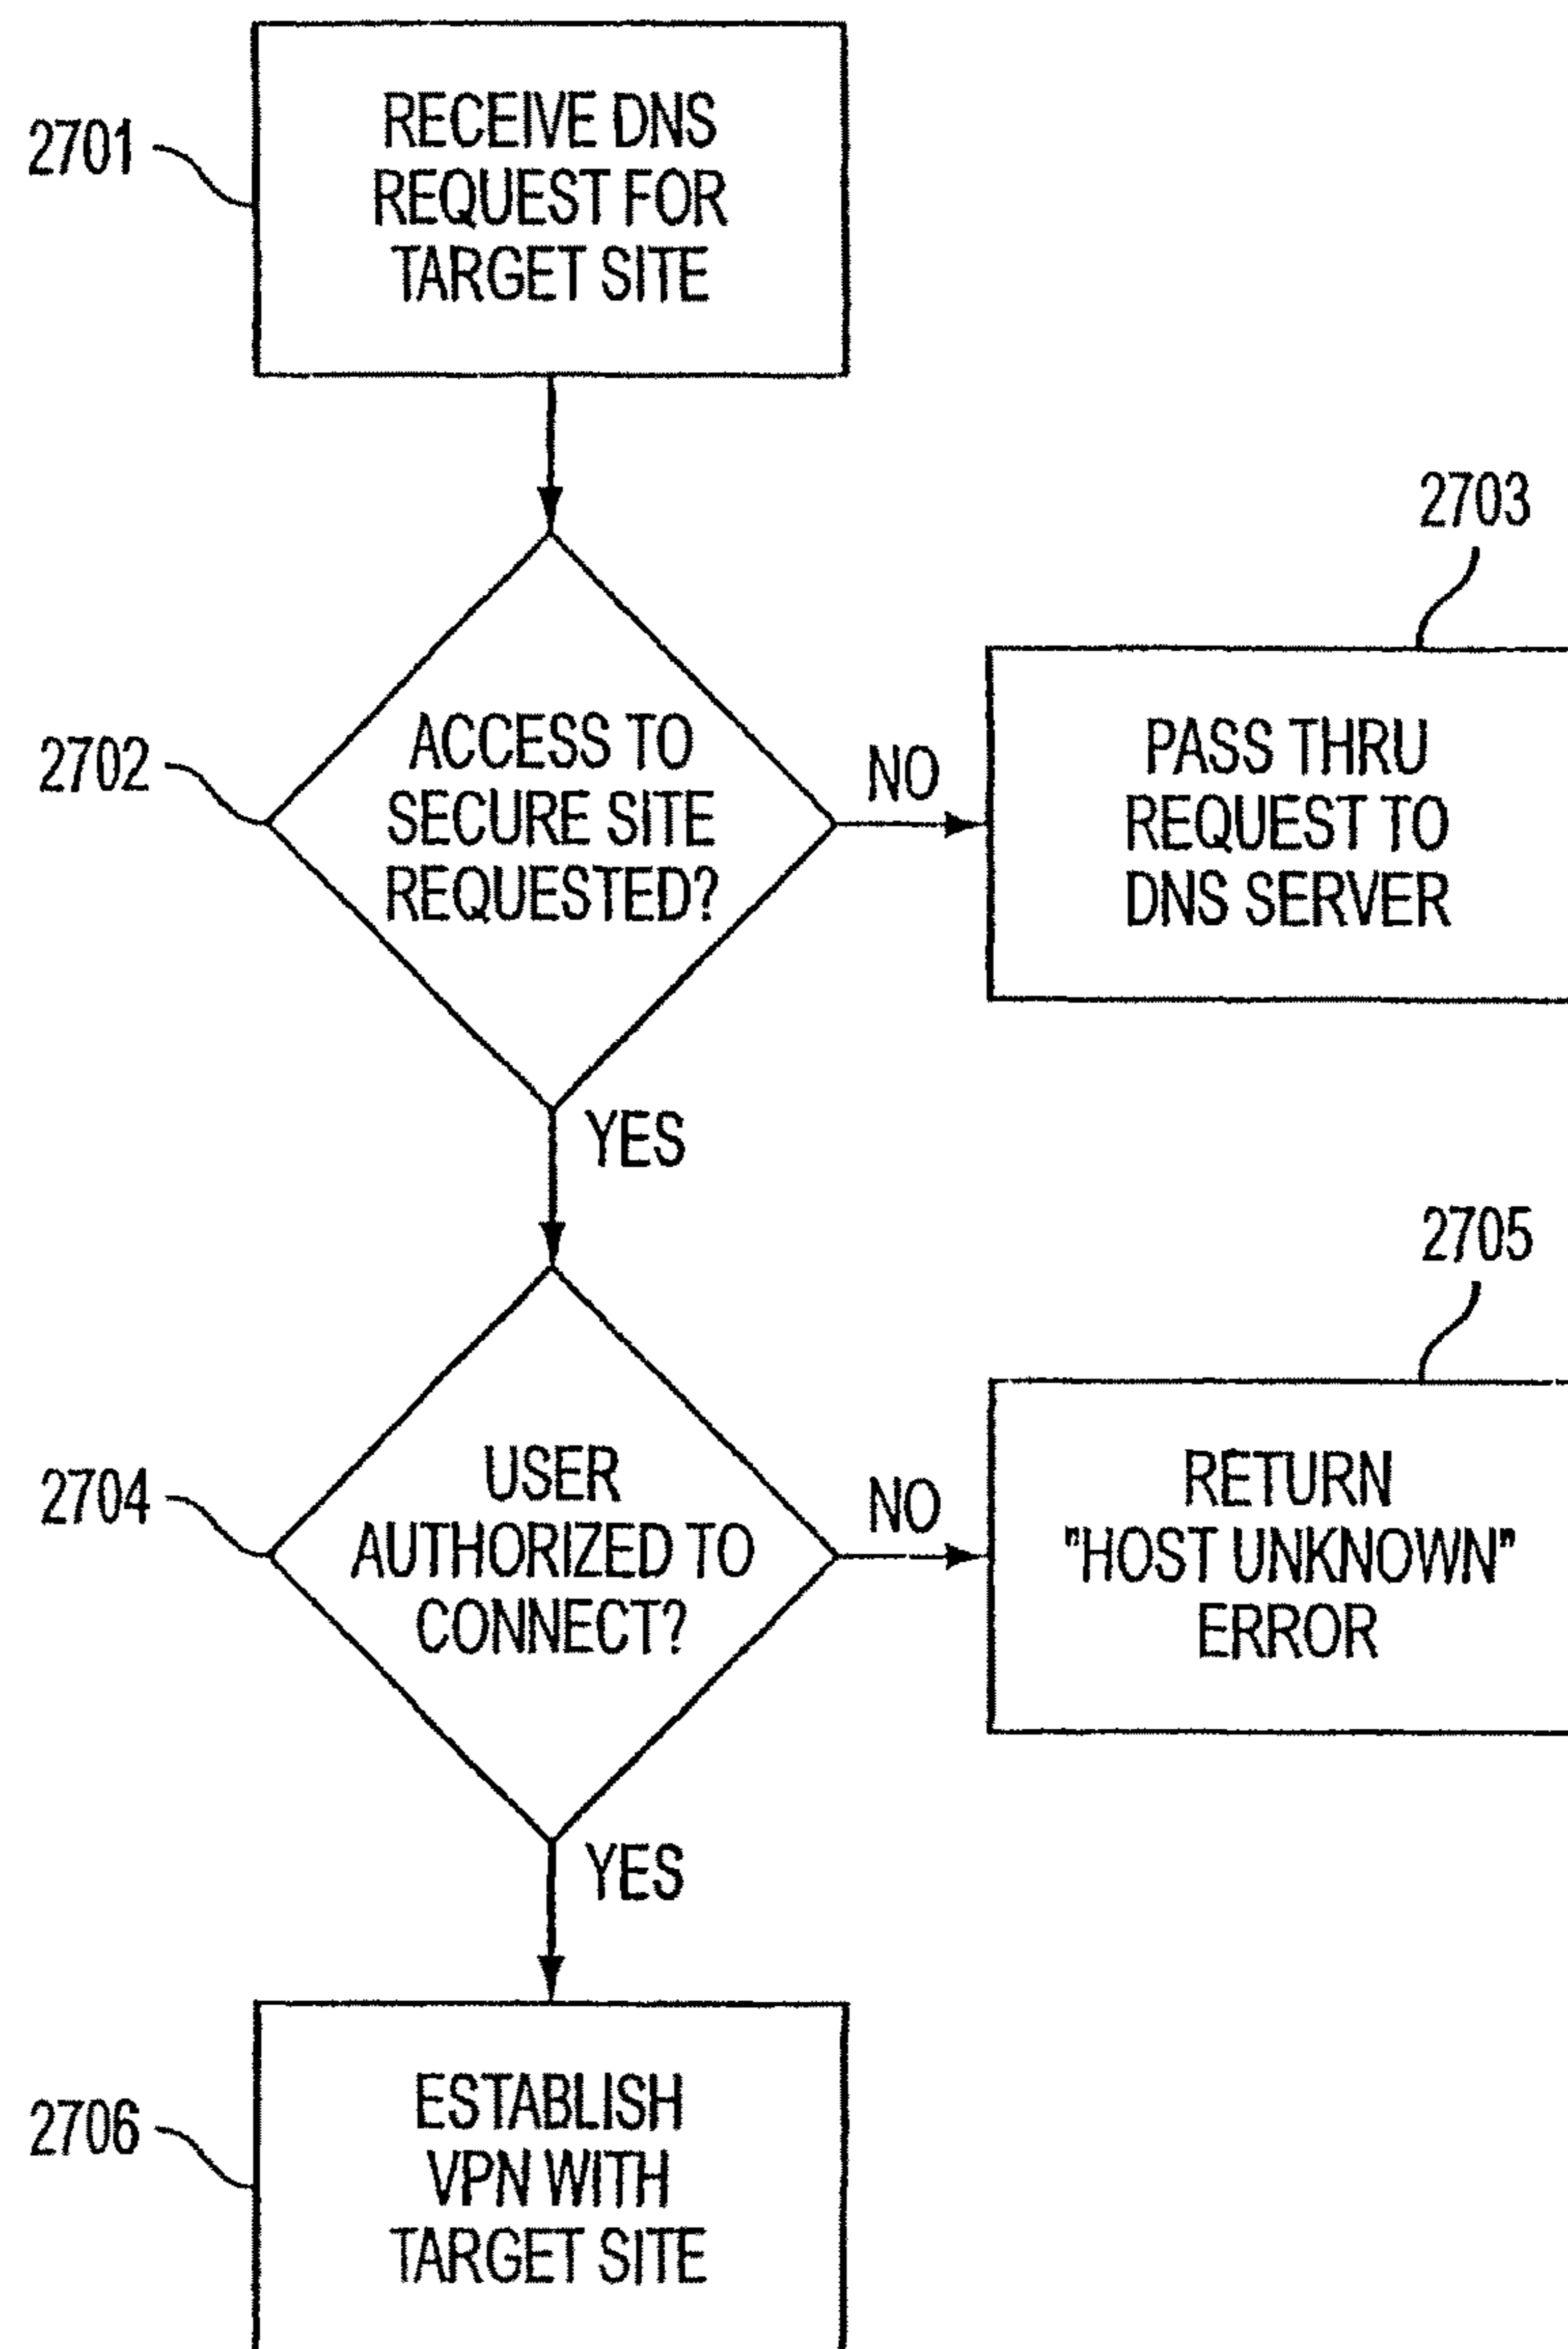 2701
RECEIVE DNS
REQUEST FOR
TARGET SITE
2702
ACCESS TO
SECURE SITE
REQUESTED?
NO
2703
PASS THRU
REQUEST TO
DNS SERVER
YES
2704
USER
AUTHORIZED TO
CONNECT?
NO
2705
RETURN
"HOST UNKNOWN"
ERROR
YES
2706
ESTABLISH
VPN WITH
TARGET SITE